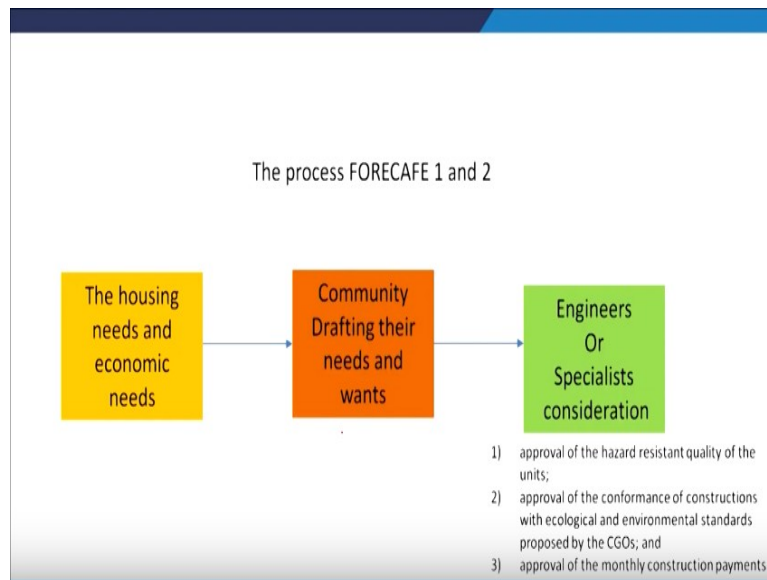 The process FORECAFE 1 and 2
The housing
needs and
economic
needs
Community
Drafting their
needs and
wants
Engineers
Or
Specialists
consideration
1) approval of the hazard resistant quality of the
units;
2) approval of the conformance of constructions
with ecological and environmental standards
proposed by the CGOs; and
3) approval of the monthly construction payments